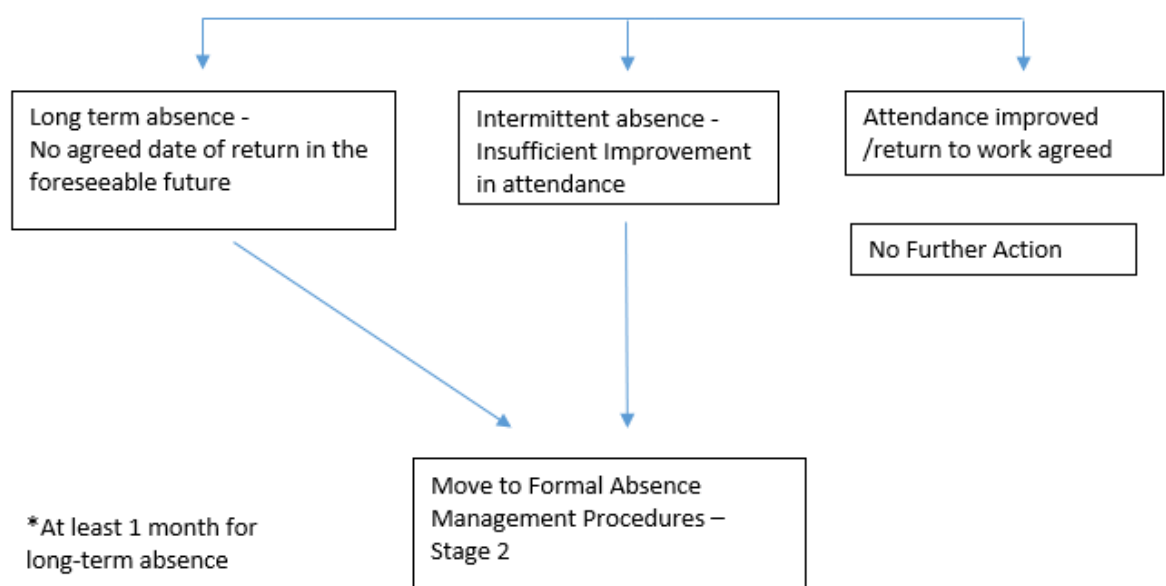 Long term absence -
No agreed date of return in the
foreseeable future
Intermittent absence -
Insufficient Improvement
in attendance
Attendance improved
/return to work agreed
No Further Action
Move to Formal Absence
Management Procedures –
Stage 2
*At least 1 month for
long-term absence